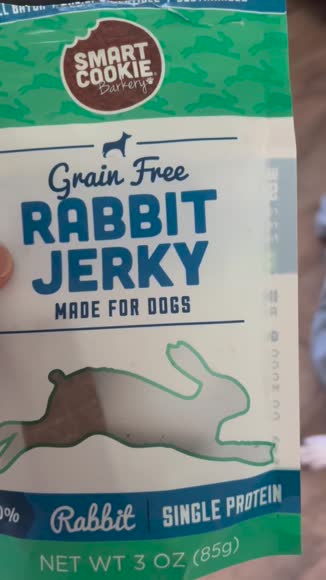 SMART
COOKIE
Barkery
Grain Free
RABBIT
JERKY
MADE FOR DOGS
Rabbit | SINGLE PROTEIN
NET WT 3 OZ (85g)